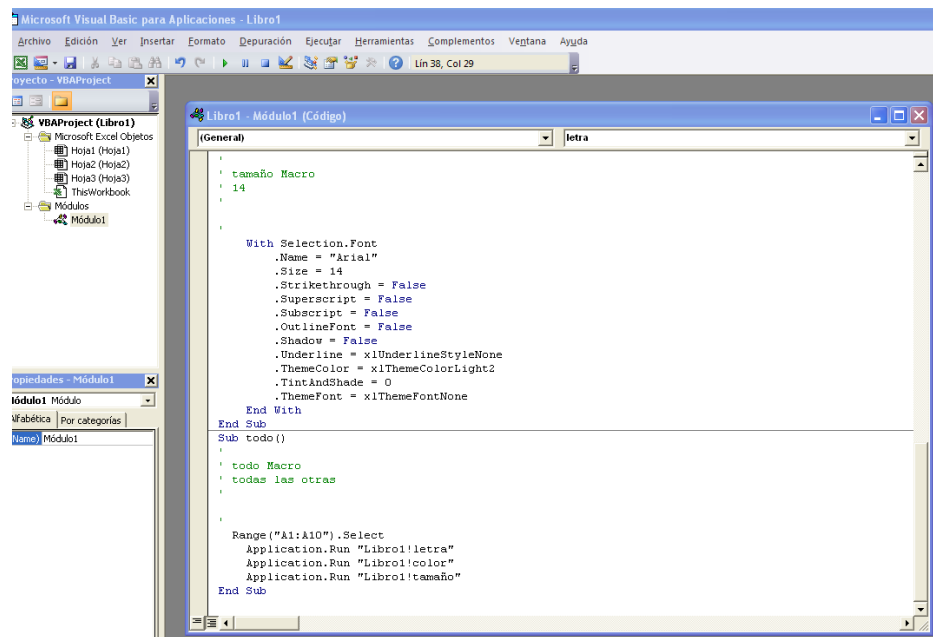 Microsoft Visual Basic para Aplicaciones - Libro1
Archivo Edición Ver Insertar Formato Depuración Ejecutar Herramientas Complementos Ventana Ayuda
Lín 38, Col 29
oyecto - VBAProject
VBAProject (Libro1)
Microsoft Excel Objetos
Hoja1 (Hoja1)
Hoja2 (Hoja2)
Hoja3 (Hoja3)
ThisWorkbook
Módulos
Módulo1
opiedades - Módulo1
Módulo1 Módulo
Alfabética Por categorías
(Name) Módulo1
Libro1 - Módulo1 (Código)
(General) letra
'
' tamaño Macro
' 14
'
'
With Selection.Font
.Name = "Arial"
.Size = 14
.Strikethrough = False
.Superscript = False
.Subscript = False
.OutlineFont = False
.Shadow = False
.Underline = xlUnderlineStyleNone
.ThemeColor = xlThemeColorLight2
.TintAndShade = 0
.ThemeFont = xlThemeFontNone
End With
End Sub
Sub todo()
'
' todo Macro
' todas las otras
'
'
Range("A1:A10").Select
Application.Run "Libro1!letra"
Application.Run "Libro1!color"
Application.Run "Libro1!tamaño"
End Sub